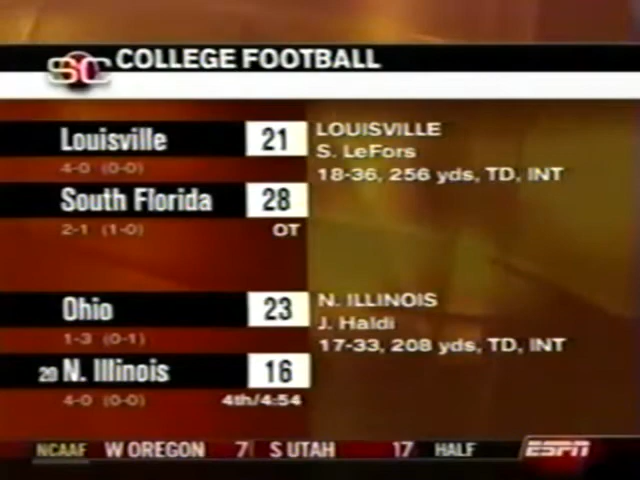 SC COLLEGE FOOTBALL
Louisville 21
4-0 (0-0)
South Florida 28
2-1 (1-0) OT
LOUISVILLE
S. LeFors
18-36, 256 yds, TD, INT
Ohio 23
1-3 (0-1)
20 N. Illinois 16
4-0 (0-0) 4th/4:54
N. ILLINOIS
J. Haldi
17-33, 208 yds, TD, INT
NCAAF W OREGON 7 S UTAH 17 HALF ESPN